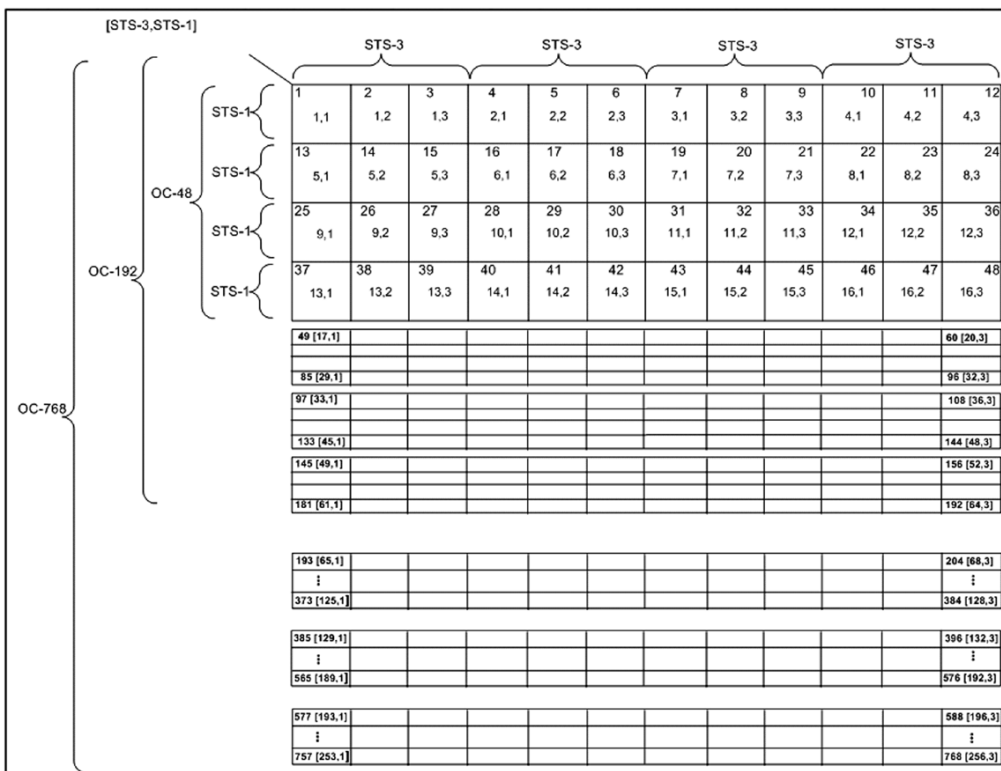 [STS-3,STS-1]
STS-3 STS-3 STS-3 STS-3
1 2 3 4 5 6 7 8 9 10 11 12
STS-1 1,1 1,2 1,3 2,1 2,2 2,3 3,1 3,2 3,3 4,1 4,2 4,3
13 14 15 16 17 18 19 20 21 22 23 24
STS-1 5,1 5,2 5,3 6,1 6,2 6,3 7,1 7,2 7,3 8,1 8,2 8,3
OC-48
25 26 27 28 29 30 31 32 33 34 35 36
STS-1 9,1 9,2 9,3 10,1 10,2 10,3 11,1 11,2 11,3 12,1 12,2 12,3
OC-192
37 38 39 40 41 42 43 44 45 46 47 48
STS-1 13,1 13,2 13,3 14,1 14,2 14,3 15,1 15,2 15,3 16,1 16,2 16,3
49 [17,1] 60 [20,3]
85 [29,1] 96 [32,3]
97 [33,1] 108 [36,3]
OC-768
133 [45,1] 144 [48,3]
145 [49,1] 156 [52,3]
181 [61,1] 192 [64,3]
193 [65,1] 204 [68,3]
⋮ ⋮
373 [125,1] 384 [128,3]
385 [129,1] 396 [132,3]
⋮ ⋮
565 [189,1] 576 [192,3]
577 [193,1] 588 [196,3]
⋮ ⋮
757 [253,1] 768 [256,3]